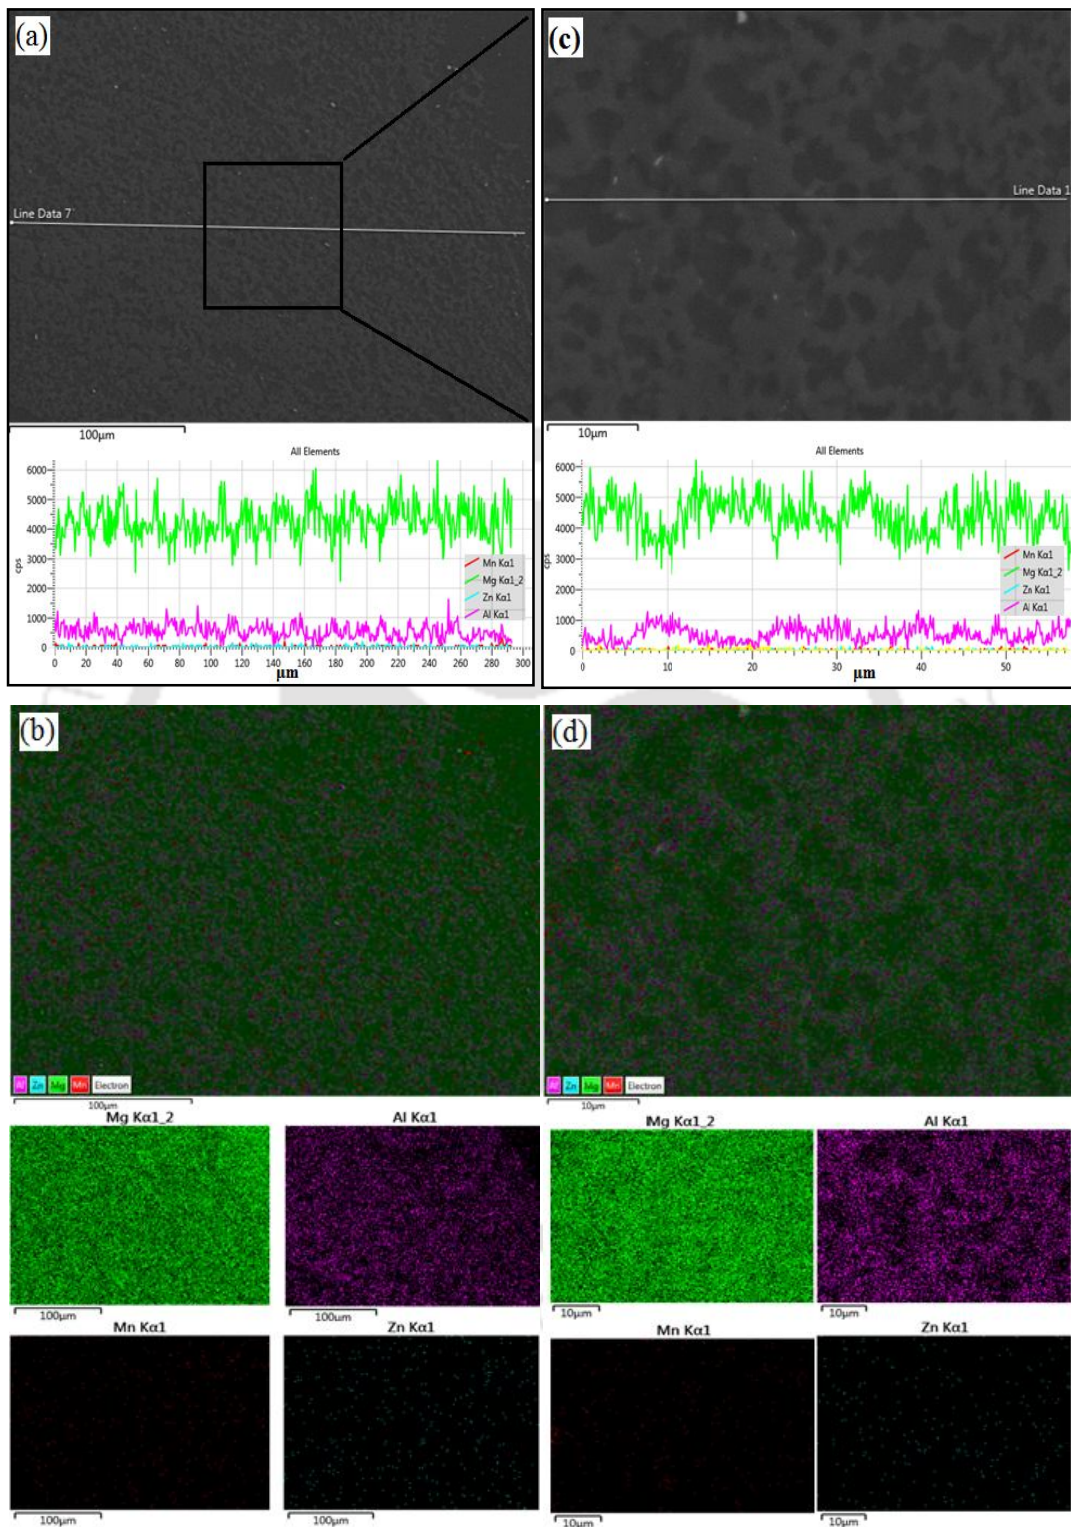 (a)
Line Data 7
100µm
All Elements
6000
5000
4000
3000
2000
1000
0
cps
Mn Kα1
Mg Kα1_2
Zn Kα1
Al Kα1
0 20 40 60 80 100 120 140 160 180 200 220 240 260 280 300
µm
(c)
Line Data 1
10µm
All Elements
6000
5000
4000
3000
2000
1000
0
cps
Mn Kα1
Mg Kα1_2
Zn Kα1
Al Kα1
0 10 20 30 40 50
µm
(b)
Al Zn Mg Mn Electron
100µm
Mg Kα1_2
100µm
Al Kα1
100µm
Mn Kα1
100µm
Zn Kα1
100µm
(d)
Al Zn Mg Mn Electron
10µm
Mg Kα1_2
10µm
Al Kα1
10µm
Mn Kα1
10µm
Zn Kα1
10µm